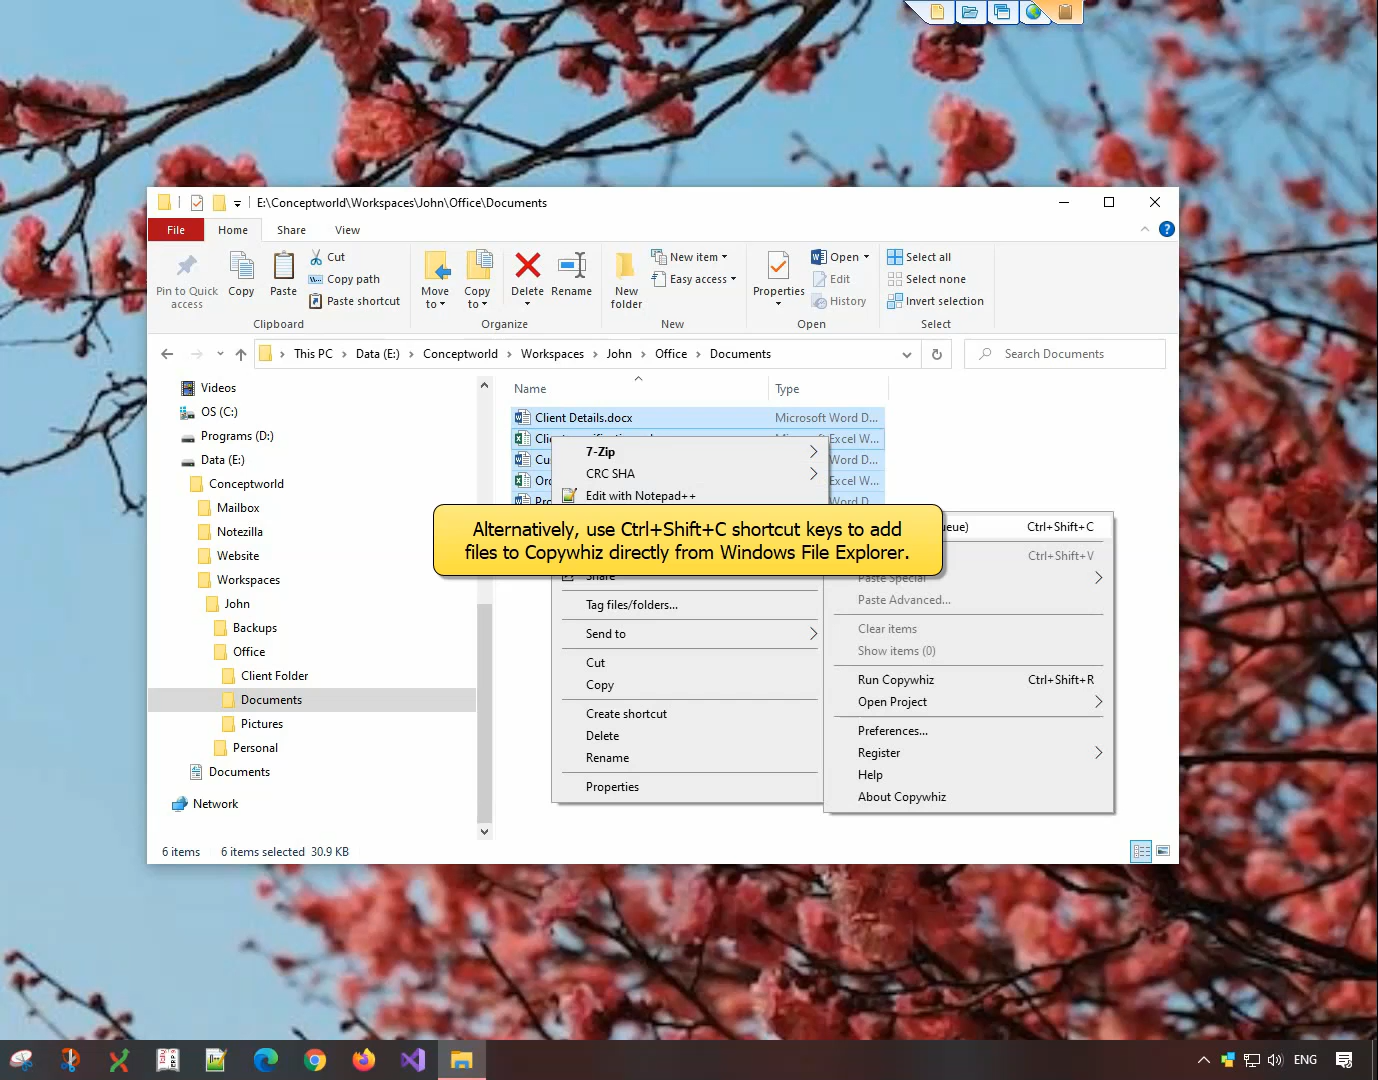 E:\Conceptworld\Workspaces\John\Office\Documents
File Home Share View
Pin to Quick access
Copy
Paste
Cut
Copy path
Paste shortcut
Clipboard
Move to
Copy to
Delete
Rename
Organize
New folder
New item
Easy access
New
Properties
Open
Edit
History
Open
Select all
Select none
Invert selection
Select
This PC > Data (E:) > Conceptworld > Workspaces > John > Office > Documents
Search Documents
Videos
OS (C:)
Programs (D:)
Data (E:)
Conceptworld
Mailbox
Notezilla
Website
Workspaces
John
Backups
Office
Client Folder
Documents
Pictures
Personal
Documents
Network
Name Type
Client Details.docx Microsoft Word D...
Excel W...
Word D...
Excel W...
Word D...
7-Zip
CRC SHA
Edit with Notepad++
Alternatively, use Ctrl+Shift+C shortcut keys to add
files to Copywhiz directly from Windows File Explorer.
Share
Tag files/folders...
Send to
Cut
Copy
Create shortcut
Delete
Rename
Properties
Ctrl+Shift+C
Ctrl+Shift+V
Paste Special
Paste Advanced...
Clear items
Show items (0)
Run Copywhiz Ctrl+Shift+R
Open Project
Preferences...
Register
Help
About Copywhiz
6 items 6 items selected 30.9 KB
ENG